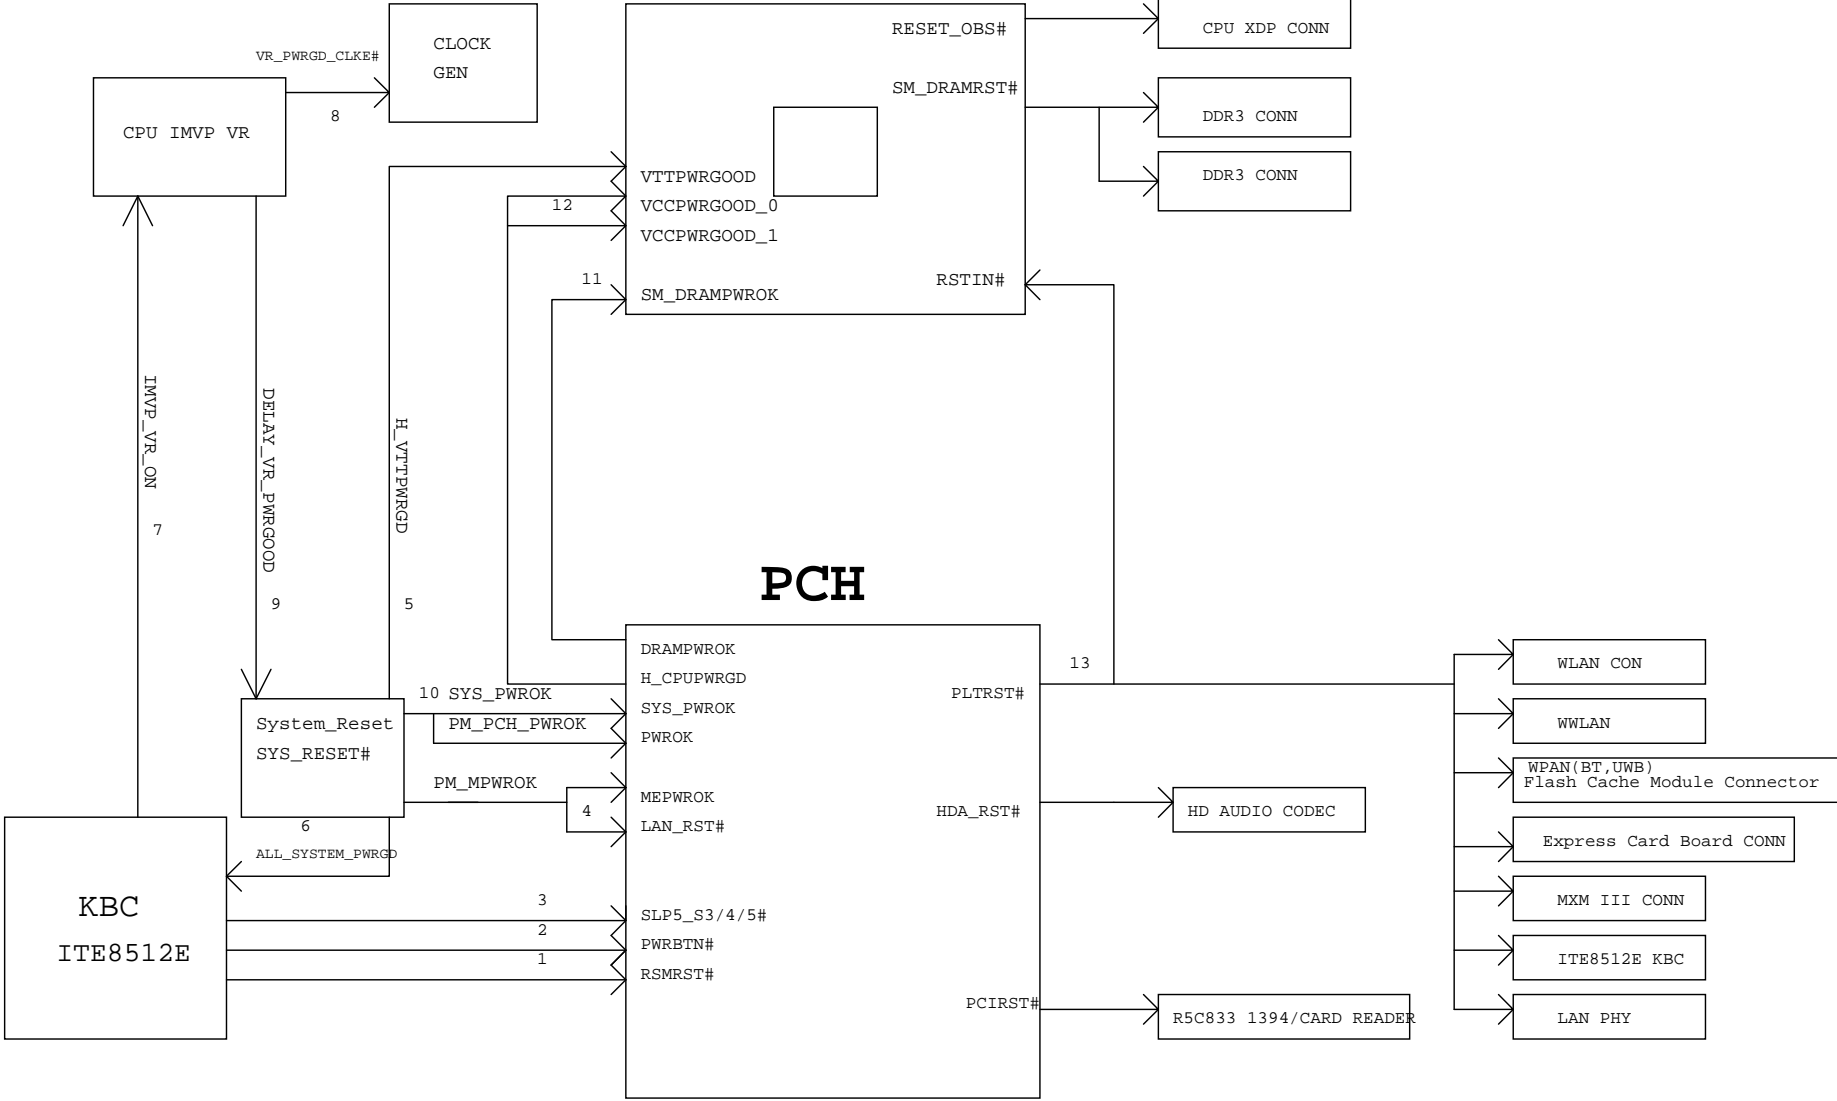 RESET_OBS#
CPU XDP CONN
CLOCK
GEN
VR_PWRGD_CLKE#
8
SM_DRAMRST#
DDR3 CONN
CPU IMVP VR
DDR3 CONN
VTTPWRGOOD
12
VCCPWRGOOD_0
VCCPWRGOOD_1
11
RSTIN#
SM_DRAMPWROK
IMVP_VR_ON
7
DELAY_VR_PWRGOOD
9
H_VTTPWRGD
5
PCH
DRAMPWROK
H_CPUPWRGD
13
WLAN CON
10 SYS_PWROK
PLTRST#
SYS_PWROK
System_Reset
PM_PCH_PWROK
PWROK
WWLAN
SYS_RESET#
WPAN(BT,UWB)
Flash Cache Module Connector
PM_MPWROK
4
MEPWROK
HDA_RST#
HD AUDIO CODEC
LAN_RST#
6
ALL_SYSTEM_PWRGD
Express Card Board CONN
KBC
ITE8512E
3
SLP5_S3/4/5#
MXM III CONN
2
PWRBTN#
1
RSMRST#
ITE8512E KBC
PCIRST#
R5C833 1394/CARD READER
LAN PHY